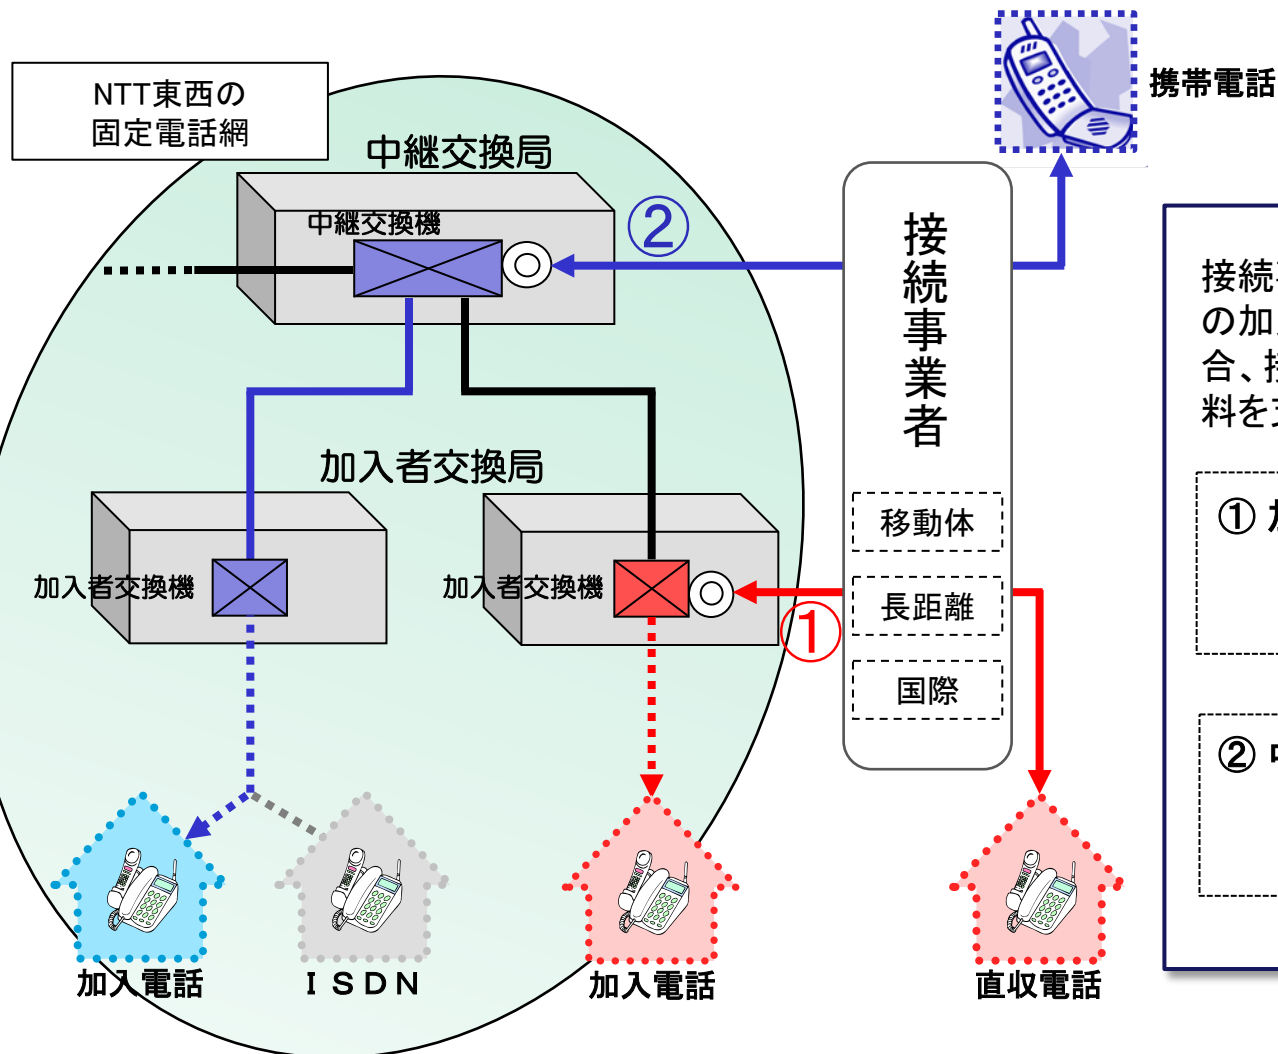 携帯電話
NTT東西の
固定電話網
中継交換局
中継交換機
②
接続事業者
接続
の加
合、接
料を支
加入者交換局
移動体
① 加
加入者交換機
加入者交換機
長距離
①
国際
② 中
加入電話
ＩＳＤＮ
加入電話
直収電話